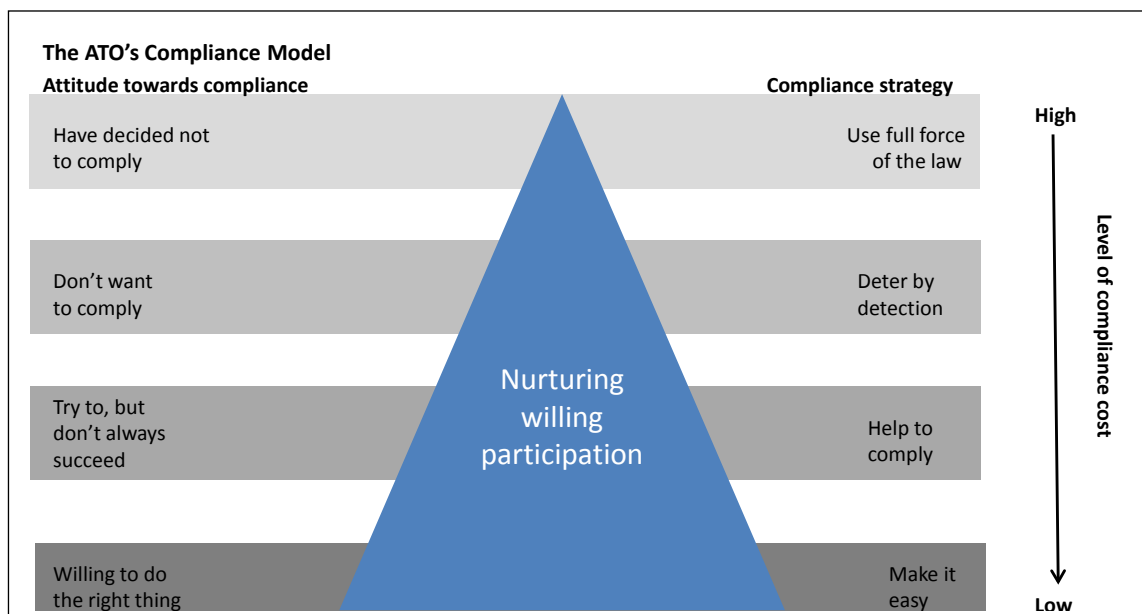 The ATO's Compliance Model
Attitude towards compliance
Compliance strategy
High
Have decided not
to comply
Use full force
of the law
Don't want
to comply
Deter by
detection
Level of compliance cost
Nurturing
willing
participation
Try to, but
don't always
succeed
Help to
comply
Willing to do
the right thing
Make it
easy
Low